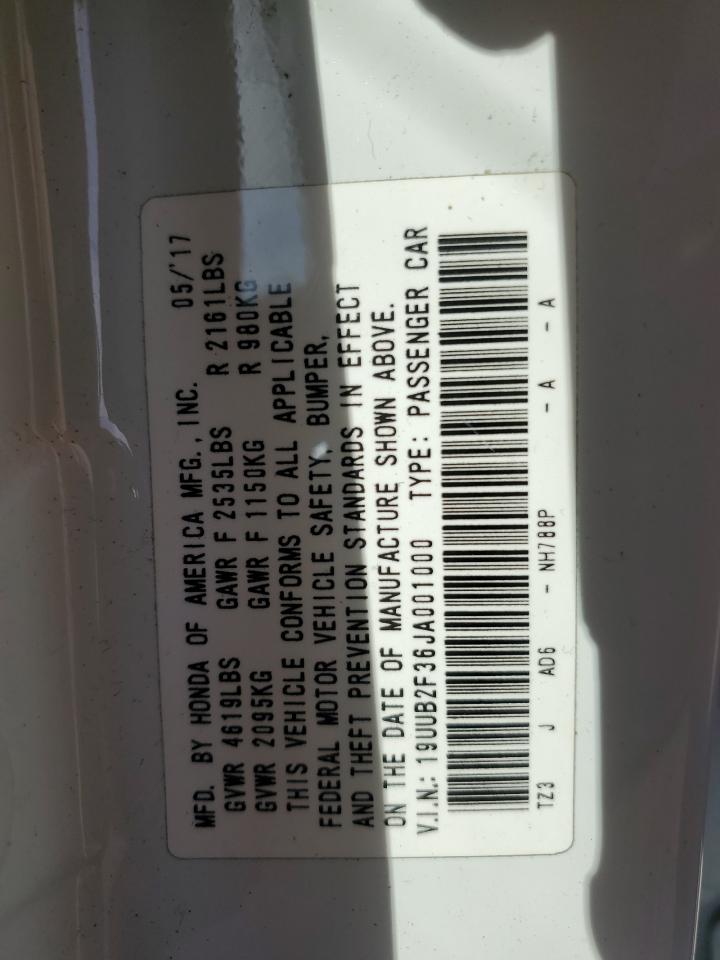 MFD. BY HONDA OF AMERICA MFG., INC. 05/'17
GVWR 4619LBS GAWR F 2535LBS R 2161LBS
GVWR 2095KG GAWR F 1150KG R 980KG
THIS VEHICLE CONFORMS TO ALL APPLICABLE
FEDERAL MOTOR VEHICLE SAFETY, BUMPER,
AND THEFT PREVENTION STANDARDS IN EFFECT
ON THE DATE OF MANUFACTURE SHOWN ABOVE.
V.I.N.: 19UUB2F36JA001000 TYPE: PASSENGER CAR
TZ3 J AD6 - NH788P - A - A